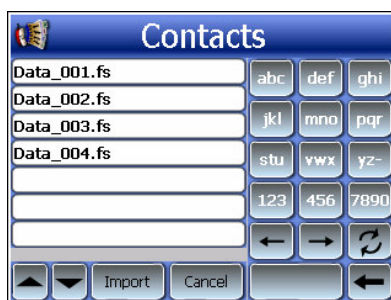 Contacts
Data_001.fs
Data_002.fs
Data_003.fs
Data_004.fs
abc def ghi
jkl mno pqr
stu vwx yz-
123 456 7890
Import Cancel